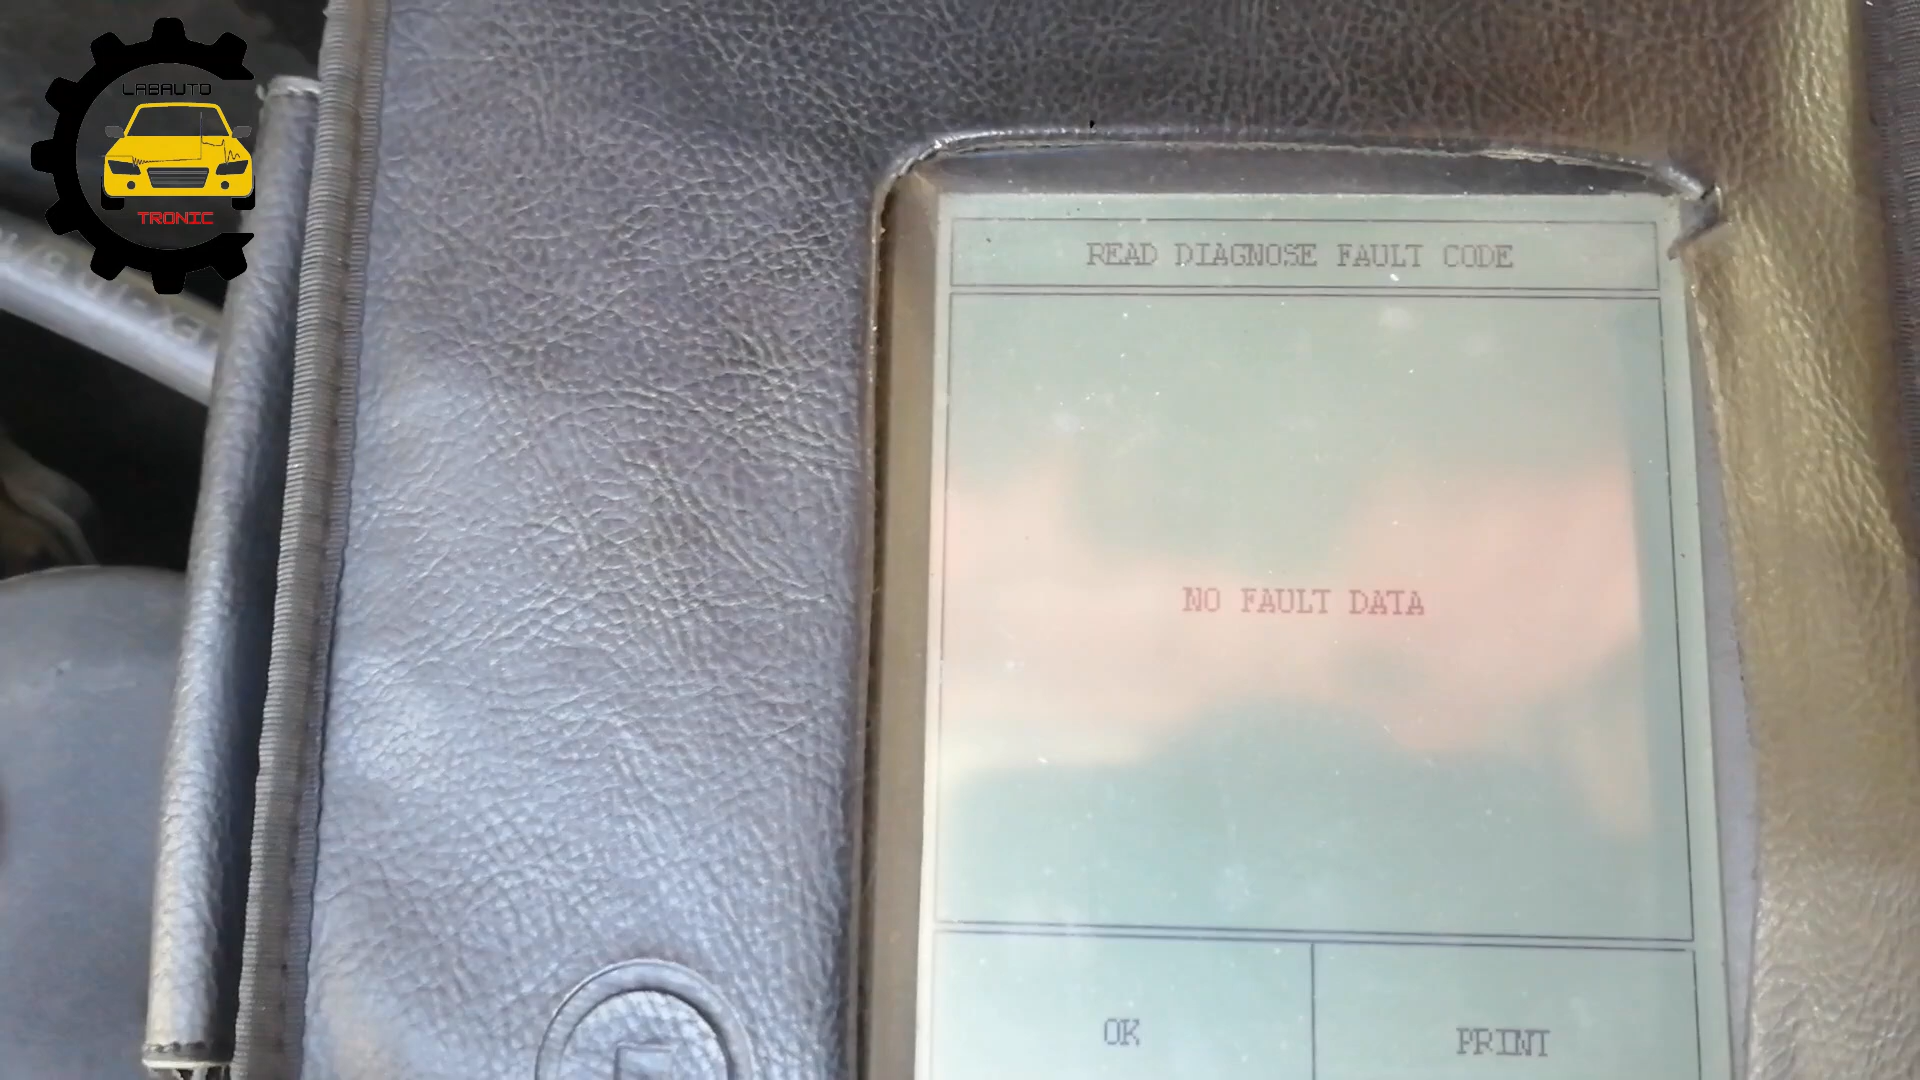 LABAUTO
TRONIC
READ DIAGNOSE FAULT CODE
NO FAULT DATA
OK
PRINT